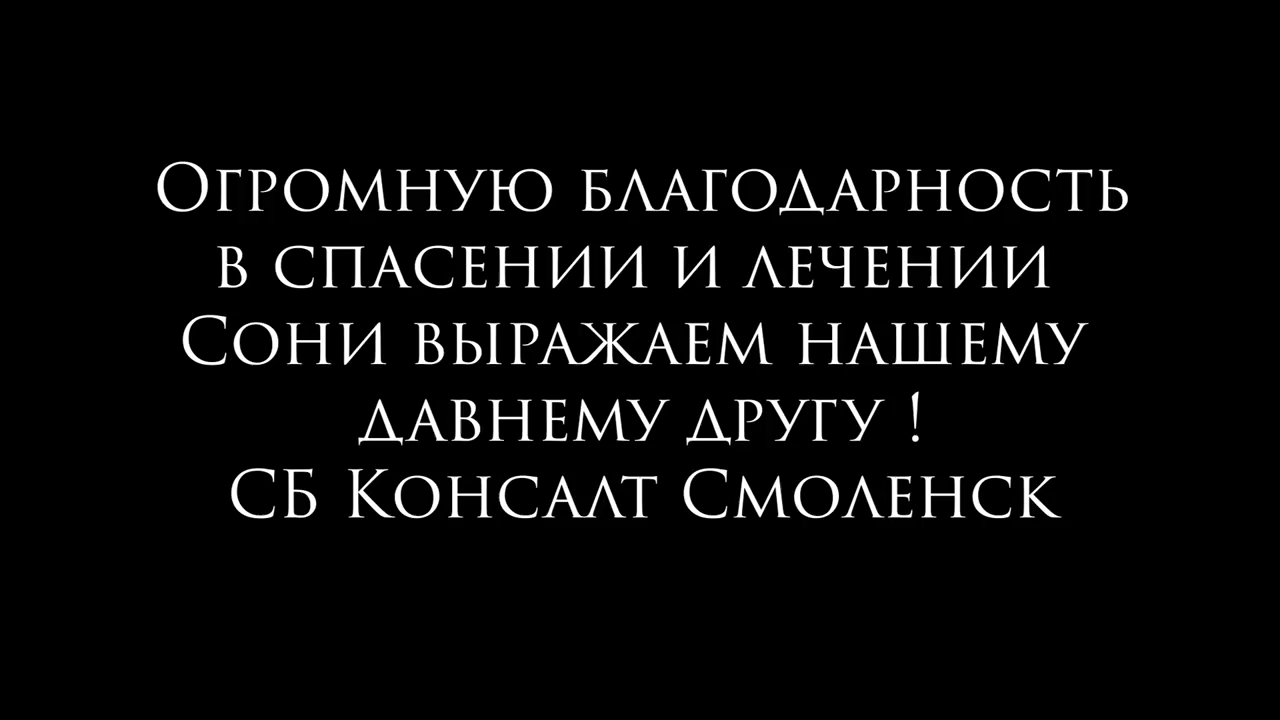 Огромную благодарность
в спасении и лечении
Сони выражаем нашему
давнему другу !
СБ Консалт Смоленск